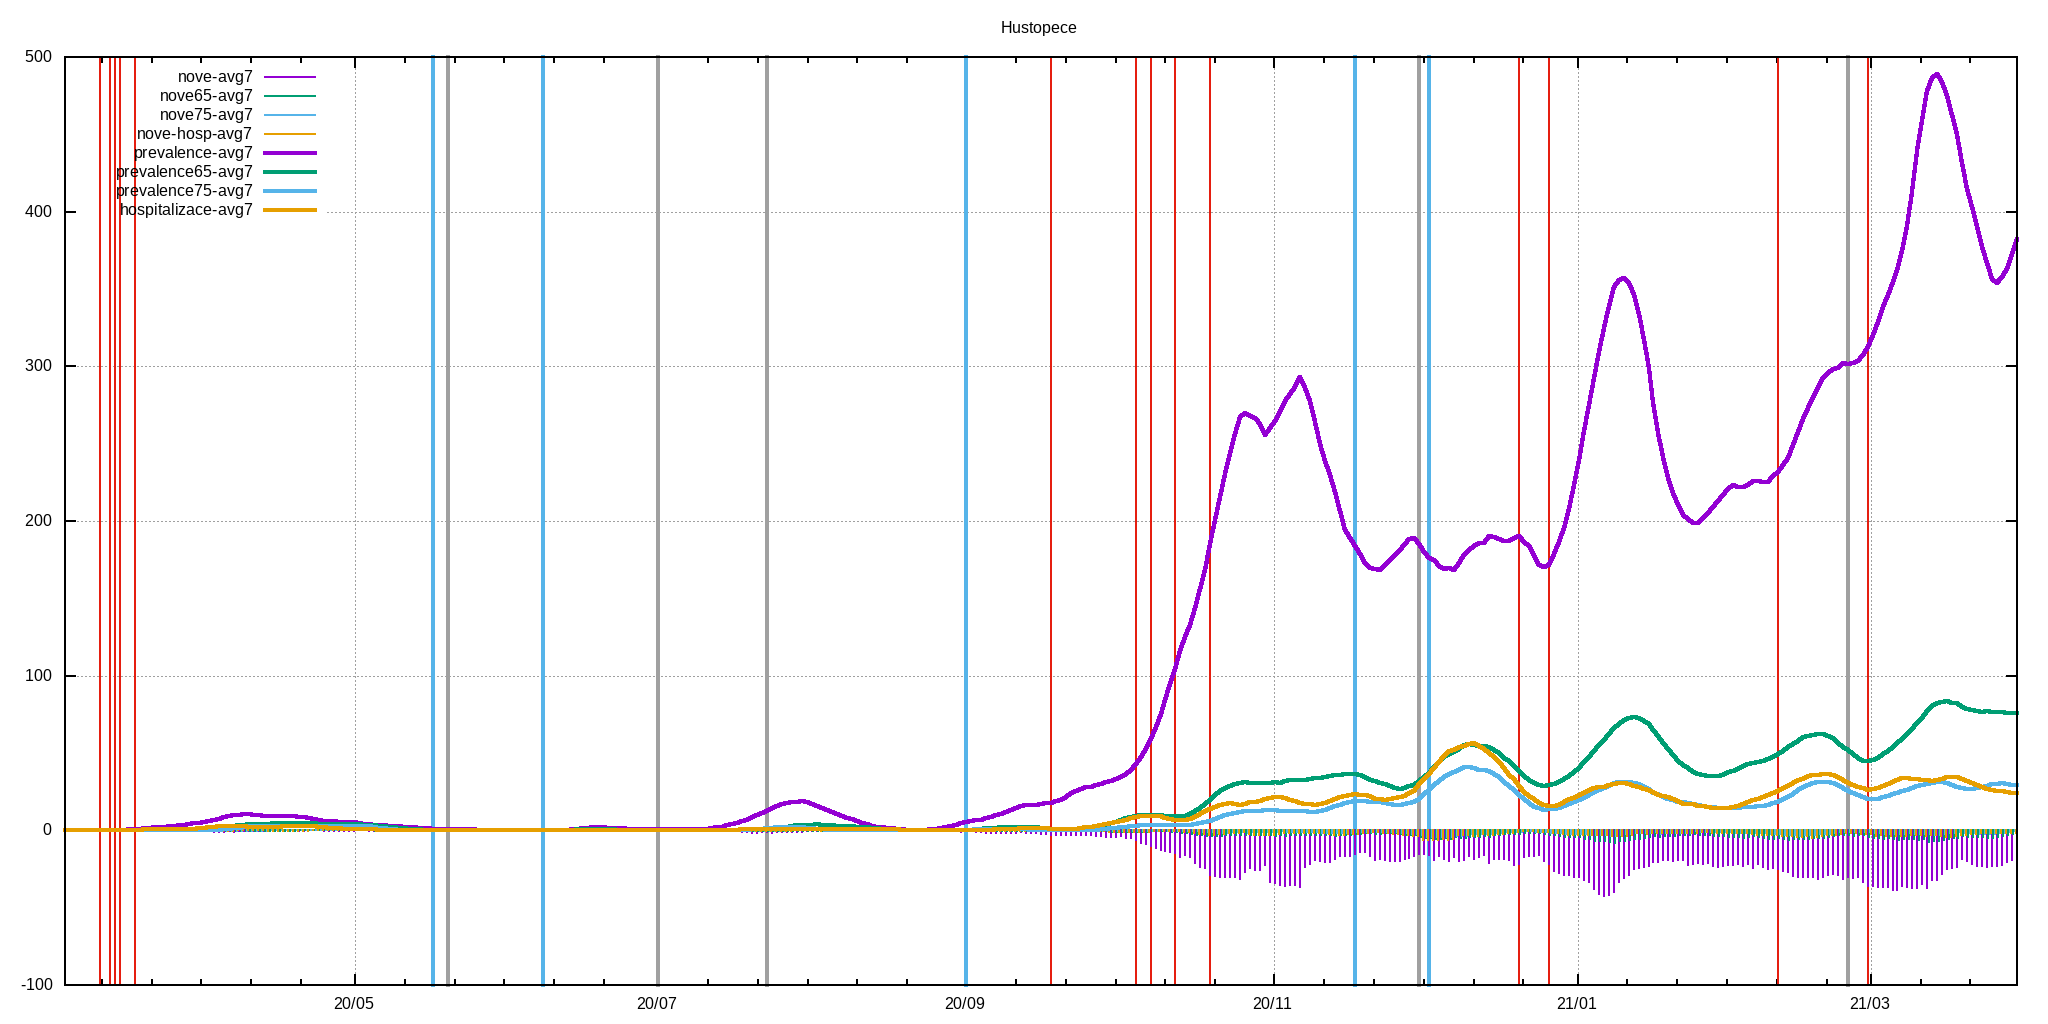 Hustopece
500
400
300
200
100
0
-100
nove-avg7
nove65-avg7
nove75-avg7
nove-hosp-avg7
prevalence-avg7
prevalence65-avg7
prevalence75-avg7
hospitalizace-avg7
20/05 20/07 20/09 20/11 21/01 21/03